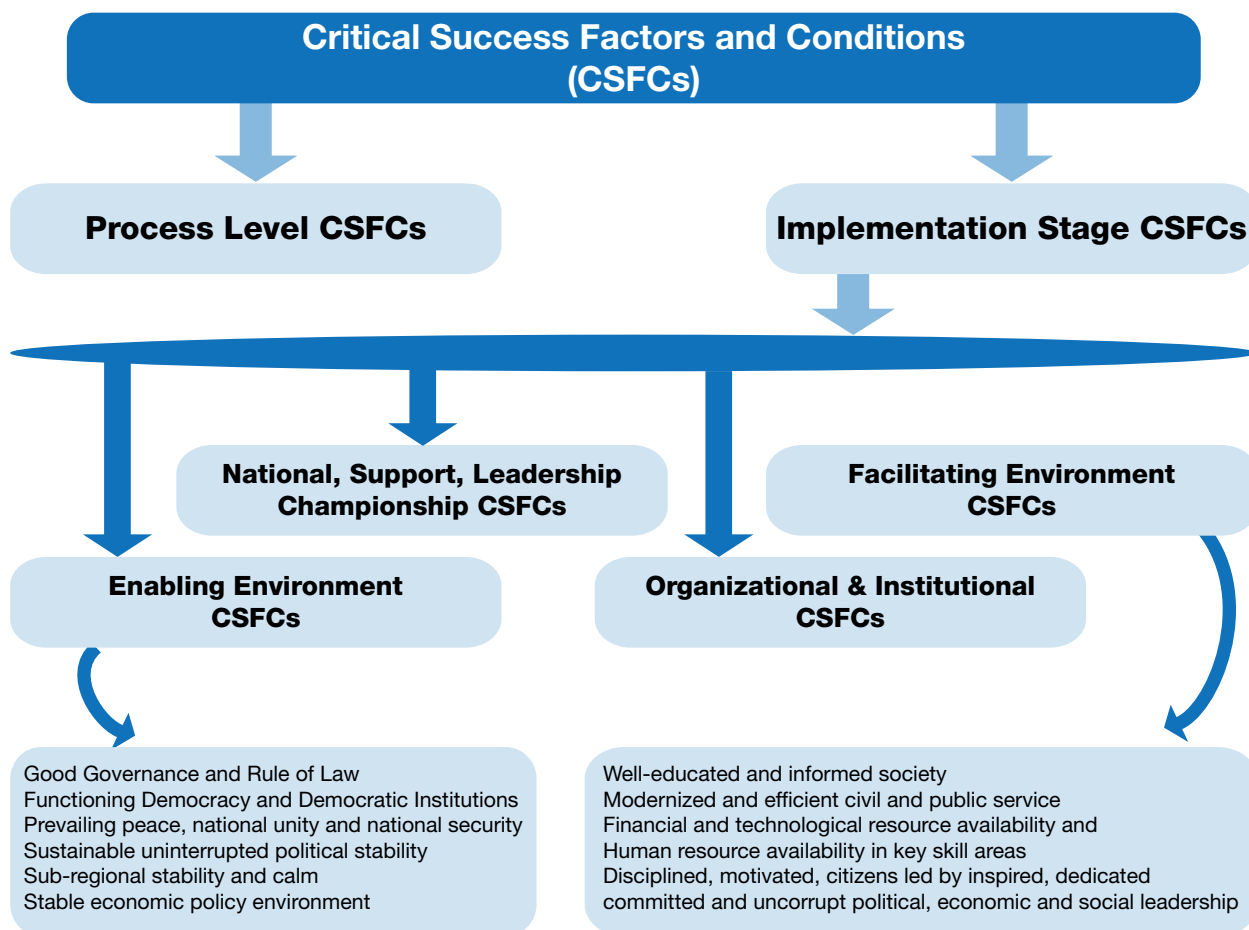 Critical Success Factors and Conditions
(CSFCs)
Process Level CSFCs
Implementation Stage CSFCs
National, Support, Leadership
Championship CSFCs
Facilitating Environment
CSFCs
Enabling Environment
CSFCs
Organizational & Institutional
CSFCs
Good Governance and Rule of Law
Functioning Democracy and Democratic Institutions
Prevailing peace, national unity and national security
Sustainable uninterrupted political stability
Sub-regional stability and calm
Stable economic policy environment
Well-educated and informed society
Modernized and efficient civil and public service
Financial and technological resource availability and
Human resource availability in key skill areas
Disciplined, motivated, citizens led by inspired, dedicated
committed and uncorrupt political, economic and social leadership